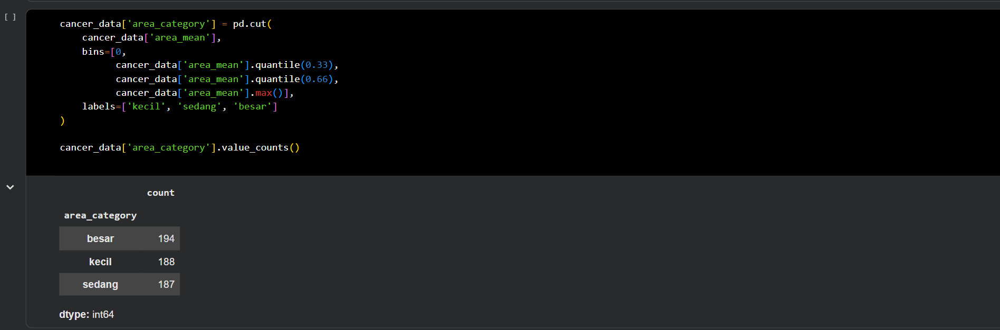 [ ]
cancer_data['area_category'] = pd.cut(
    cancer_data['area_mean'],
    bins=[0,
          cancer_data['area_mean'].quantile(0.33),
          cancer_data['area_mean'].quantile(0.66),
          cancer_data['area_mean'].max()],
    labels=['kecil', 'sedang', 'besar']
)
cancer_data['area_category'].value_counts()
count
area_category
besar 194
kecil 188
sedang 187
dtype: int64